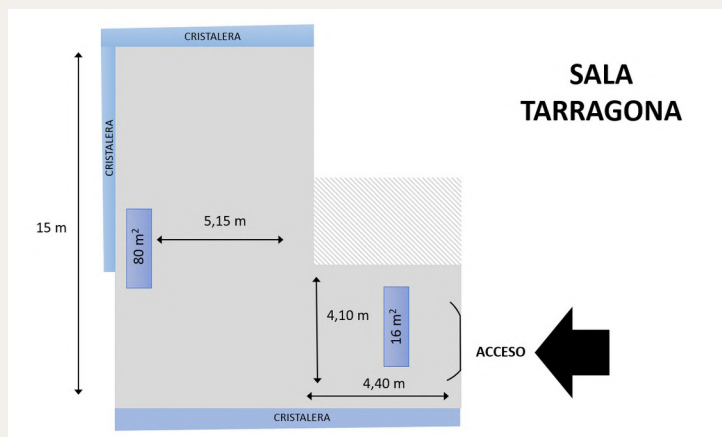 CRISTALERA
SALA
TARRAGONA
CRISTALERA
15 m
5,15 m
80 m²
4,10 m
16 m²
ACCESO
4,40 m
CRISTALERA